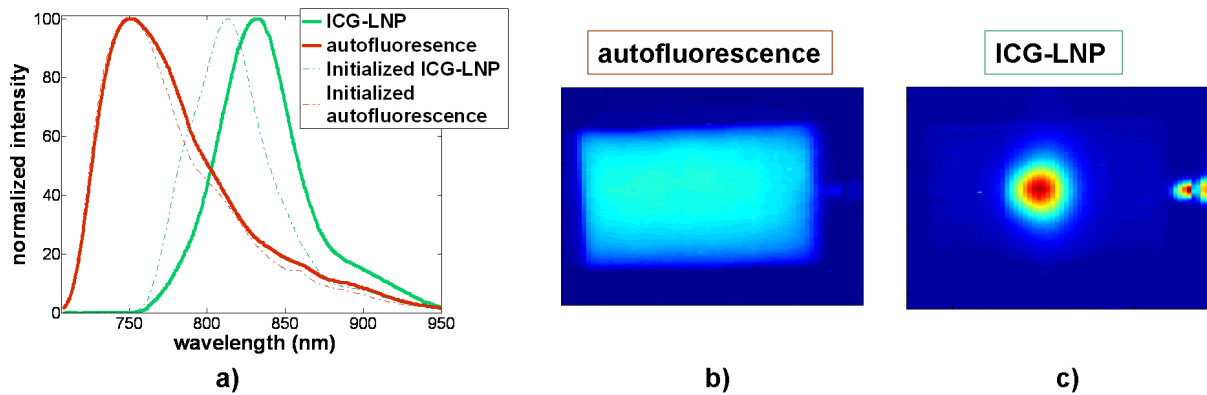 100
80
60
40
20
0
normalized intensity
750
800
850
900
950
wavelength (nm)
ICG-LNP
autofluoresence
Initialized ICG-LNP
Initialized
autofluorescence
a)
autofluorescence
b)
ICG-LNP
c)